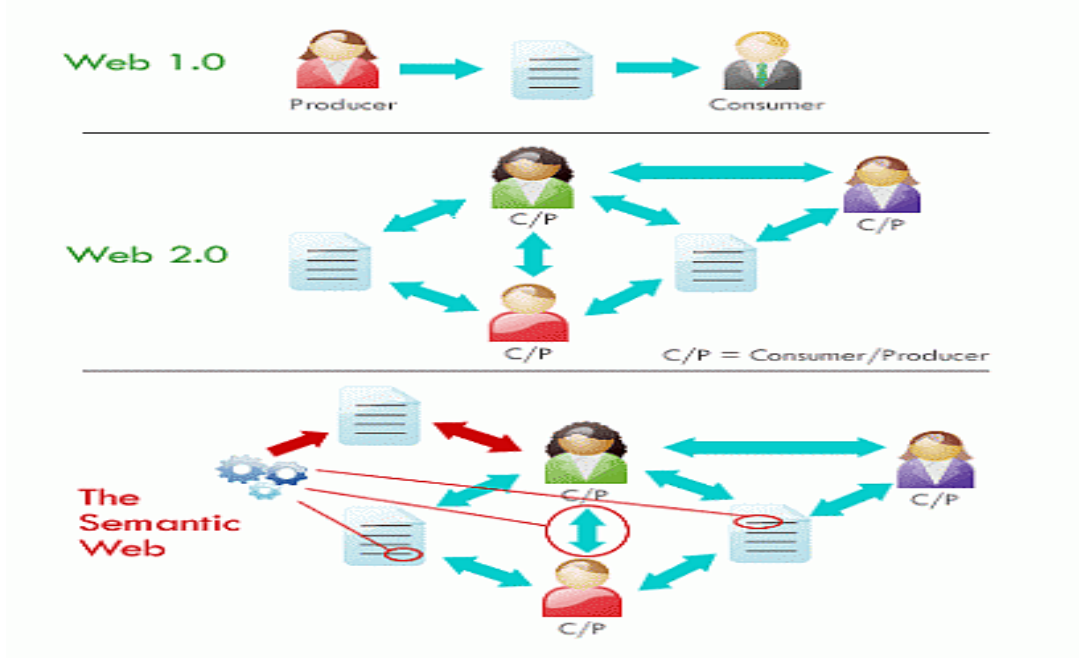 Web 1.0
Producer
Consumer
C/P
C/P
Web 2.0
C/P
C/P = Consumer/Producer
C/P
C/P
The
Semantic
Web
C/P